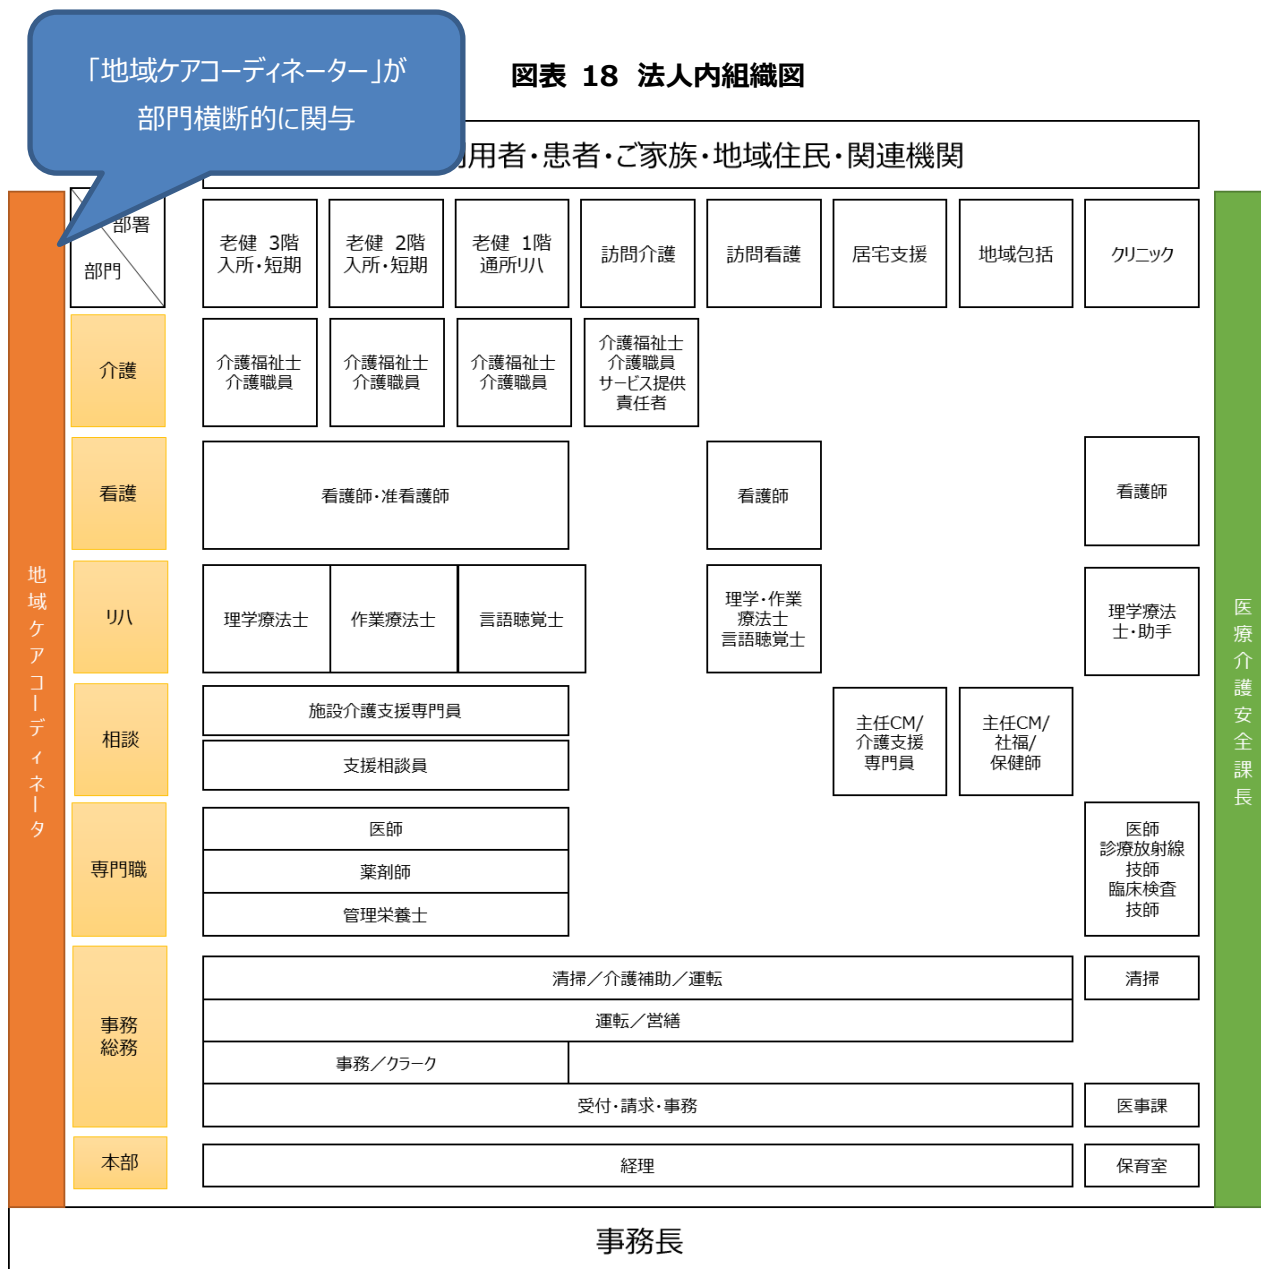 「地域ケアコーディネーター」が
部門横断的に関与
図表 18 法人内組織図
用者・患者・ご家族・地域住民・関連機関
部署
部門
老健 3階
入所・短期
老健 2階
入所・短期
老健 1階
通所リハ
訪問介護
訪問看護
居宅支援
地域包括
クリニック
介護
介護福祉士
介護職員
介護福祉士
介護職員
介護福祉士
介護職員
介護福祉士
介護職員
サービス提供
責任者
看護
看護師・准看護師
看護師
看護師
リハ
理学療法士
作業療法士
言語聴覚士
理学・作業
療法士
言語聴覚士
理学療法
士・助手
相談
施設介護支援専門員
支援相談員
主任CM/
介護支援
専門員
主任CM/
社福/
保健師
専門職
医師
薬剤師
管理栄養士
医師
診療放射線
技師
臨床検査
技師
事務
総務
清掃／介護補助／運転
清掃
運転／営繕
事務／クラーク
受付・請求・事務
医事課
本部
経理
保育室
地域ケアコーディネータ
医療介護安全課長
事務長